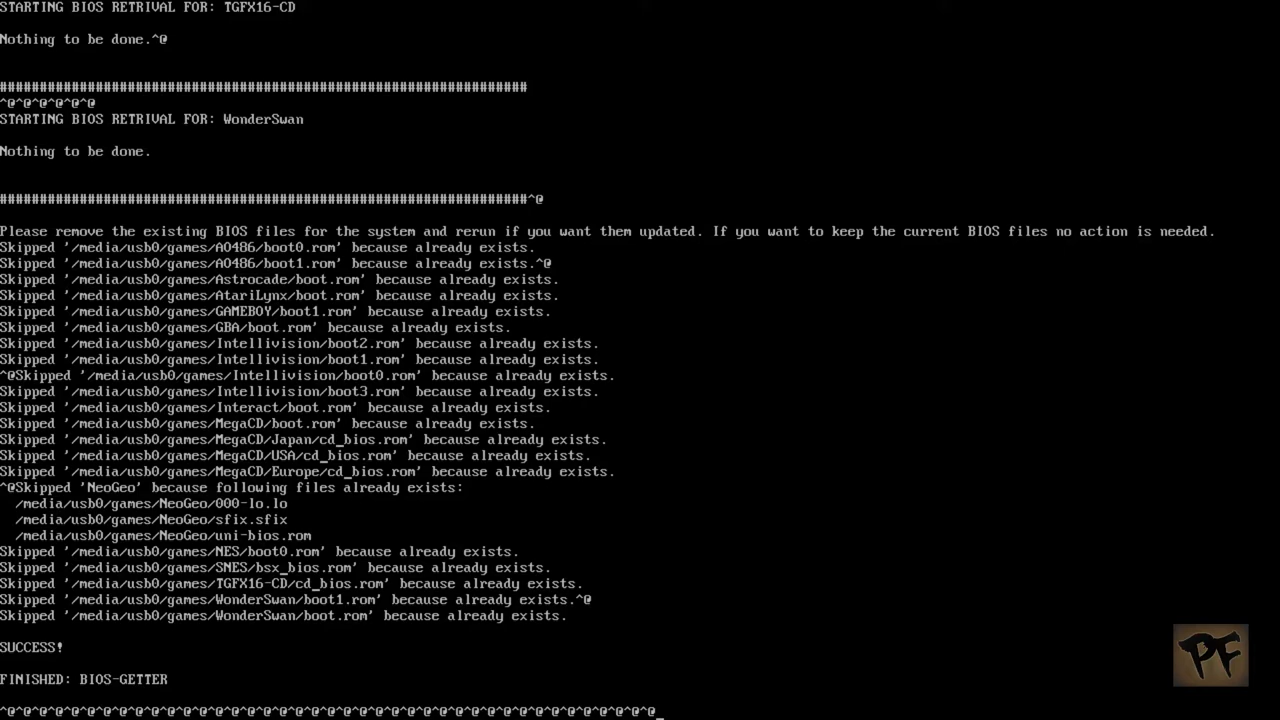 STARTING BIOS RETRIVAL FOR: TGFX16-CD
Nothing to be done.^@
##################################################################
^@^@^@^@^@^@
STARTING BIOS RETRIVAL FOR: WonderSwan
Nothing to be done.
##################################################################^@
Please remove the existing BIOS files for the system and rerun if you want them updated. If you want to keep the current BIOS files no action is needed.
Skipped '/media/usb0/games/AO486/boot0.rom' because already exists.
Skipped '/media/usb0/games/AO486/boot1.rom' because already exists.^@
Skipped '/media/usb0/games/Astrocade/boot.rom' because already exists.
Skipped '/media/usb0/games/AtariLynx/boot.rom' because already exists.
Skipped '/media/usb0/games/GAMEBOY/boot1.rom' because already exists.
Skipped '/media/usb0/games/GBA/boot.rom' because already exists.
Skipped '/media/usb0/games/Intellivision/boot2.rom' because already exists.
Skipped '/media/usb0/games/Intellivision/boot1.rom' because already exists.
^@Skipped '/media/usb0/games/Intellivision/boot0.rom' because already exists.
Skipped '/media/usb0/games/Intellivision/boot3.rom' because already exists.
Skipped '/media/usb0/games/Interact/boot.rom' because already exists.
Skipped '/media/usb0/games/MegaCD/boot.rom' because already exists.
Skipped '/media/usb0/games/MegaCD/Japan/cd_bios.rom' because already exists.
Skipped '/media/usb0/games/MegaCD/USA/cd_bios.rom' because already exists.
Skipped '/media/usb0/games/MegaCD/Europe/cd_bios.rom' because already exists.
^@Skipped 'NeoGeo' because following files already exists:
/media/usb0/games/NeoGeo/000-lo.lo
/media/usb0/games/NeoGeo/sfix.sfix
/media/usb0/games/NeoGeo/uni-bios.rom
Skipped '/media/usb0/games/NES/boot0.rom' because already exists.
Skipped '/media/usb0/games/SNES/bsx_bios.rom' because already exists.
Skipped '/media/usb0/games/TGFX16-CD/cd_bios.rom' because already exists.
Skipped '/media/usb0/games/WonderSwan/boot1.rom' because already exists.^@
Skipped '/media/usb0/games/WonderSwan/boot.rom' because already exists.
SUCCESS!
PF
FINISHED: BIOS-GETTER
^@^@^@^@^@^@^@^@^@^@^@^@^@^@^@^@^@^@^@^@^@^@^@^@^@^@^@^@^@^@^@^@^@^@^@^@^@^@^@^@^@_